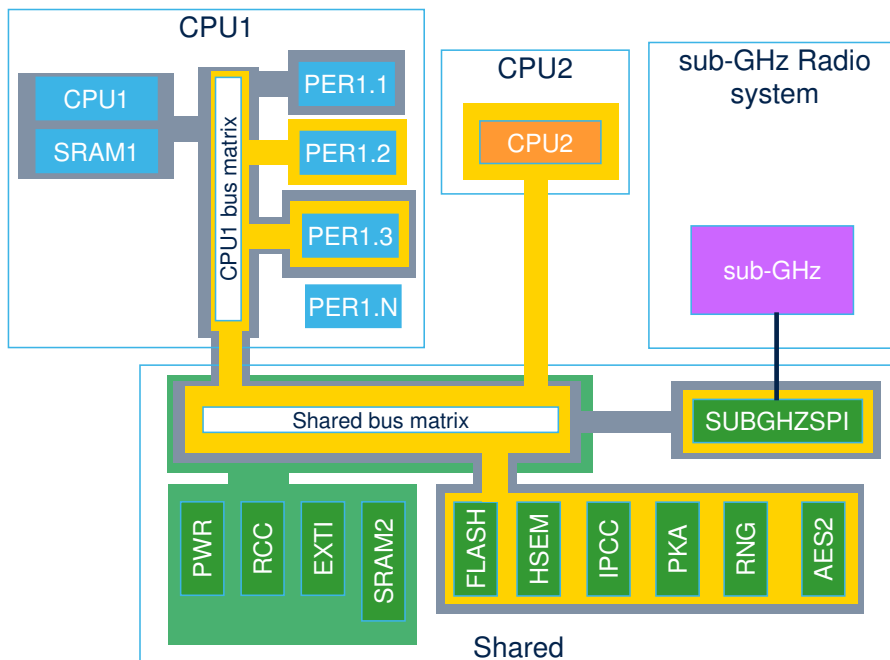 CPU1
CPU1
SRAM1
CPU1 bus matrix
PER1.1
PER1.2
PER1.3
PER1.N
CPU2
CPU2
sub-GHz Radio
system
sub-GHz
Shared bus matrix
SUBGHZSPI
PWR
RCC
EXTI
SRAM2
FLASH
HSEM
IPCC
PKA
RNG
AES2
Shared